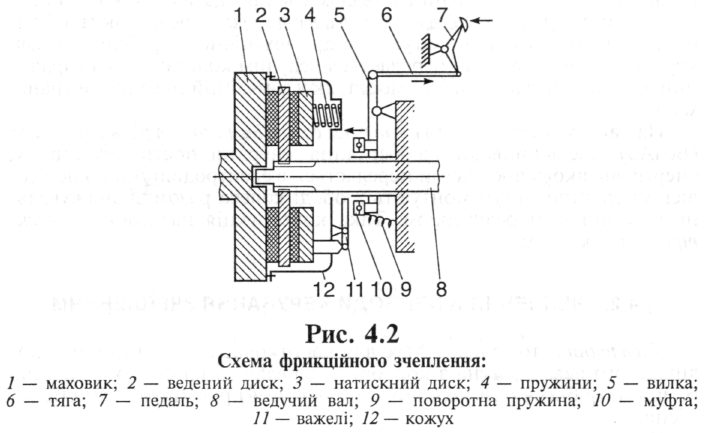 1 2 3 4 5 6 7
12 11 10 9 8
Рис. 4.2
Схема фрикційного зчеплення:
1 — маховик; 2 — ведений диск; 3 — натискний диск; 4 — пружини; 5 — вилка;
6 — тяга; 7 — педаль; 8 — ведучий вал; 9 — поворотна пружина; 10 — муфта;
11 — важелі; 12 — кожух